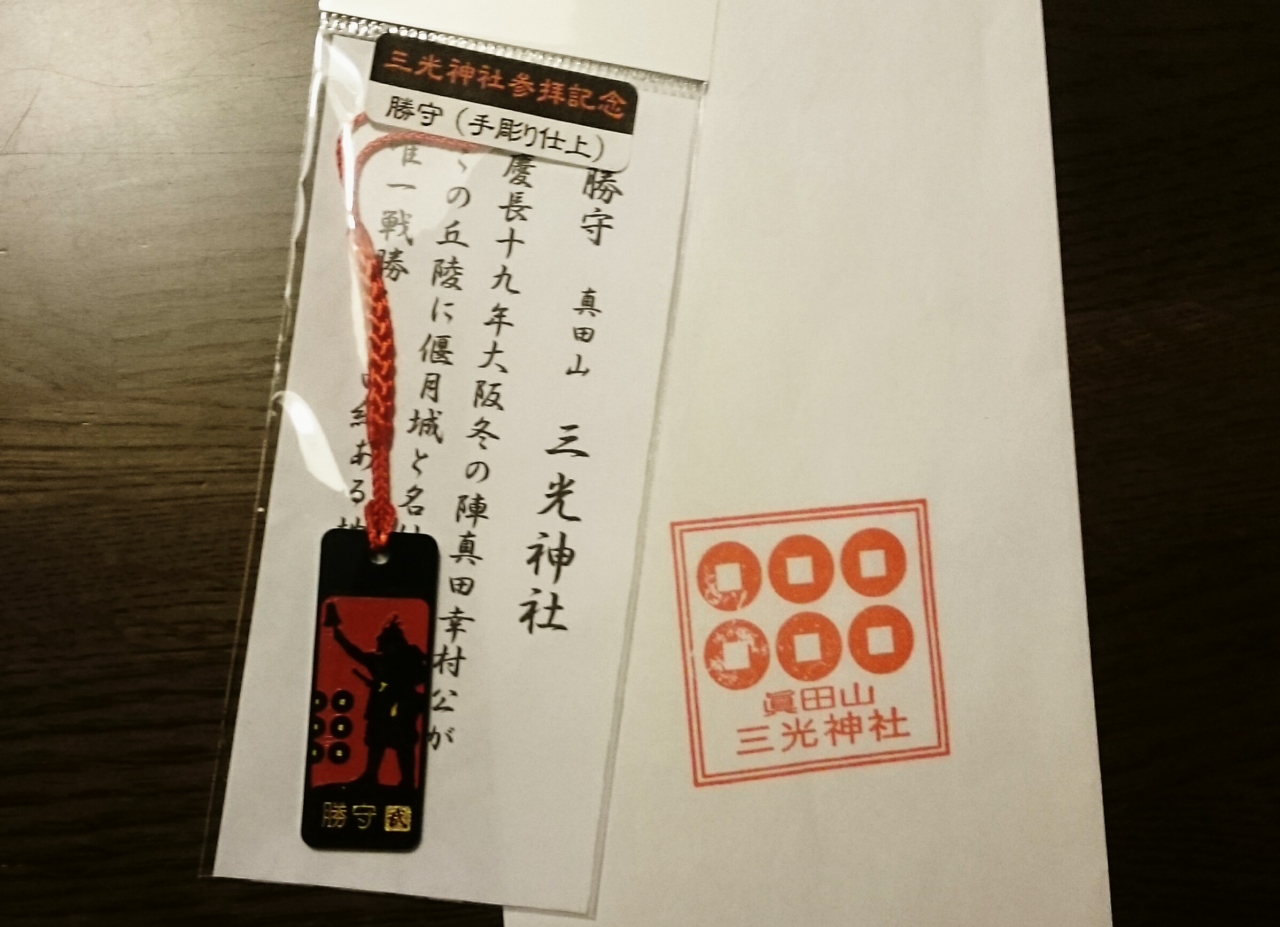 三光神社参拝記念
勝守（手彫り仕上）
勝守 真田山 三光神社
慶長十九年大阪冬の陣真田幸村公が
の丘陵に偃月城と名
唯一戦勝
ある
勝守
眞田山
三光神社